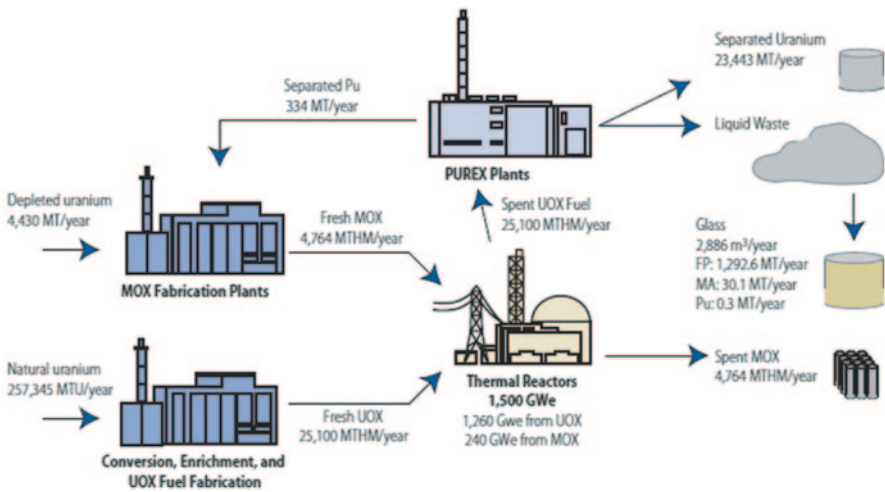 Separated Uranium
23,443 MT/year
Separated Pu
334 MT/year
Liquid Waste
PUREX Plants
Depleted uranium
4,430 MT/year
Fresh MOX
4,764 MTHM/year
Spent UOX Fuel
25,100 MTHM/year
Glass
2,886 m³/year
FP: 1,292.6 MT/year
MA: 30.1 MT/year
Pu: 0.3 MT/year
MOX Fabrication Plants
Natural uranium
257,345 MTU/year
Spent MOX
4,764 MTHM/year
Thermal Reactors
1,500 GWe
1,260 Gwe from UOX
240 GWe from MOX
Fresh UOX
25,100 MTHM/year
Conversion, Enrichment, and
UOX Fuel Fabrication